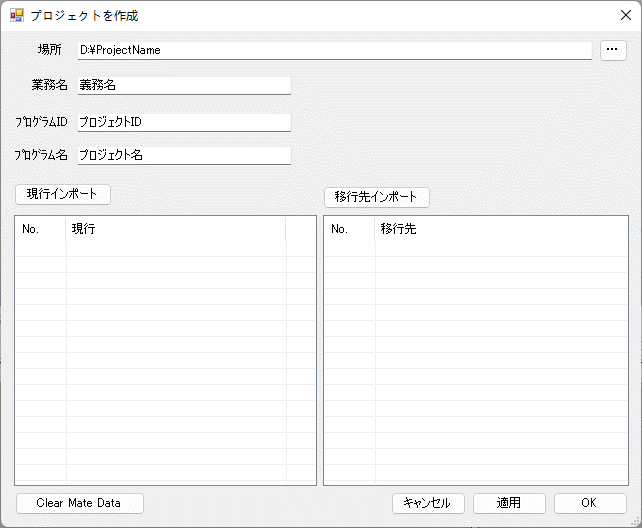 プロジェクトを作成
場所 D:¥ProjectName ...
業務名 義務名
ﾌﾟﾛｸﾞﾗﾑID プロジェクトID
ﾌﾟﾛｸﾞﾗﾑ名 プロジェクト名
現行インポート 移行先インポート
No. 現行 No. 移行先
Clear Mate Data キャンセル 適用 OK